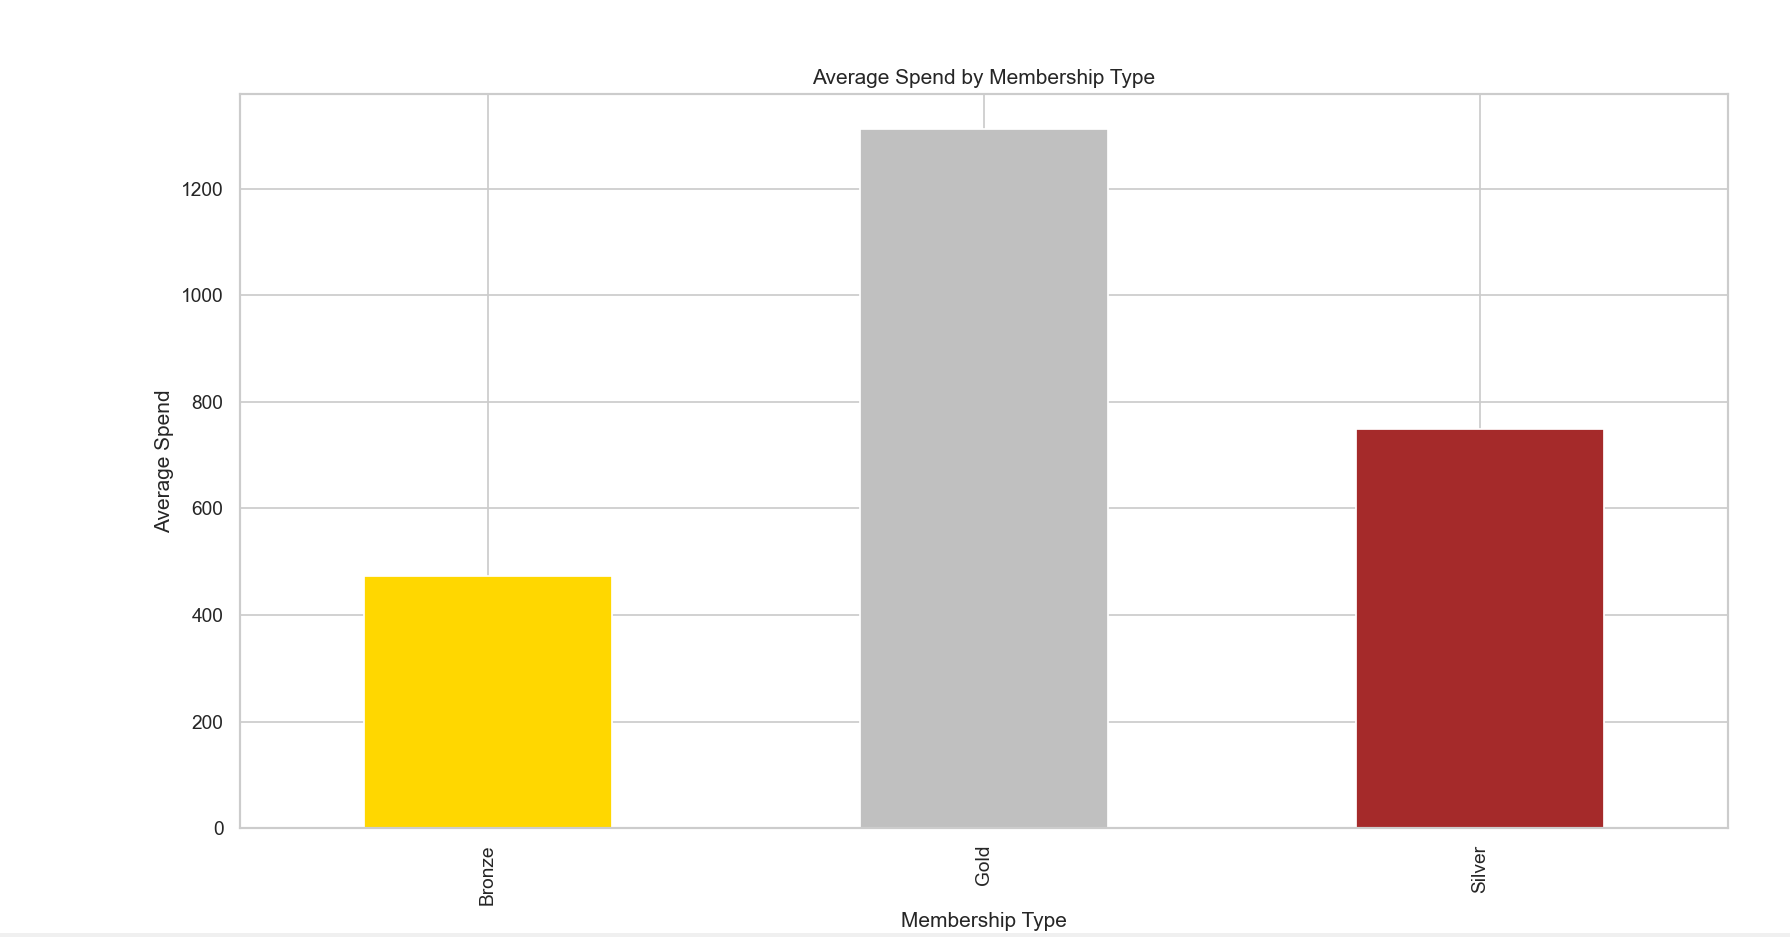 Average Spend by Membership Type
1200
1000
800
600
400
200
0
Average Spend
Bronze
Gold
Silver
Membership Type